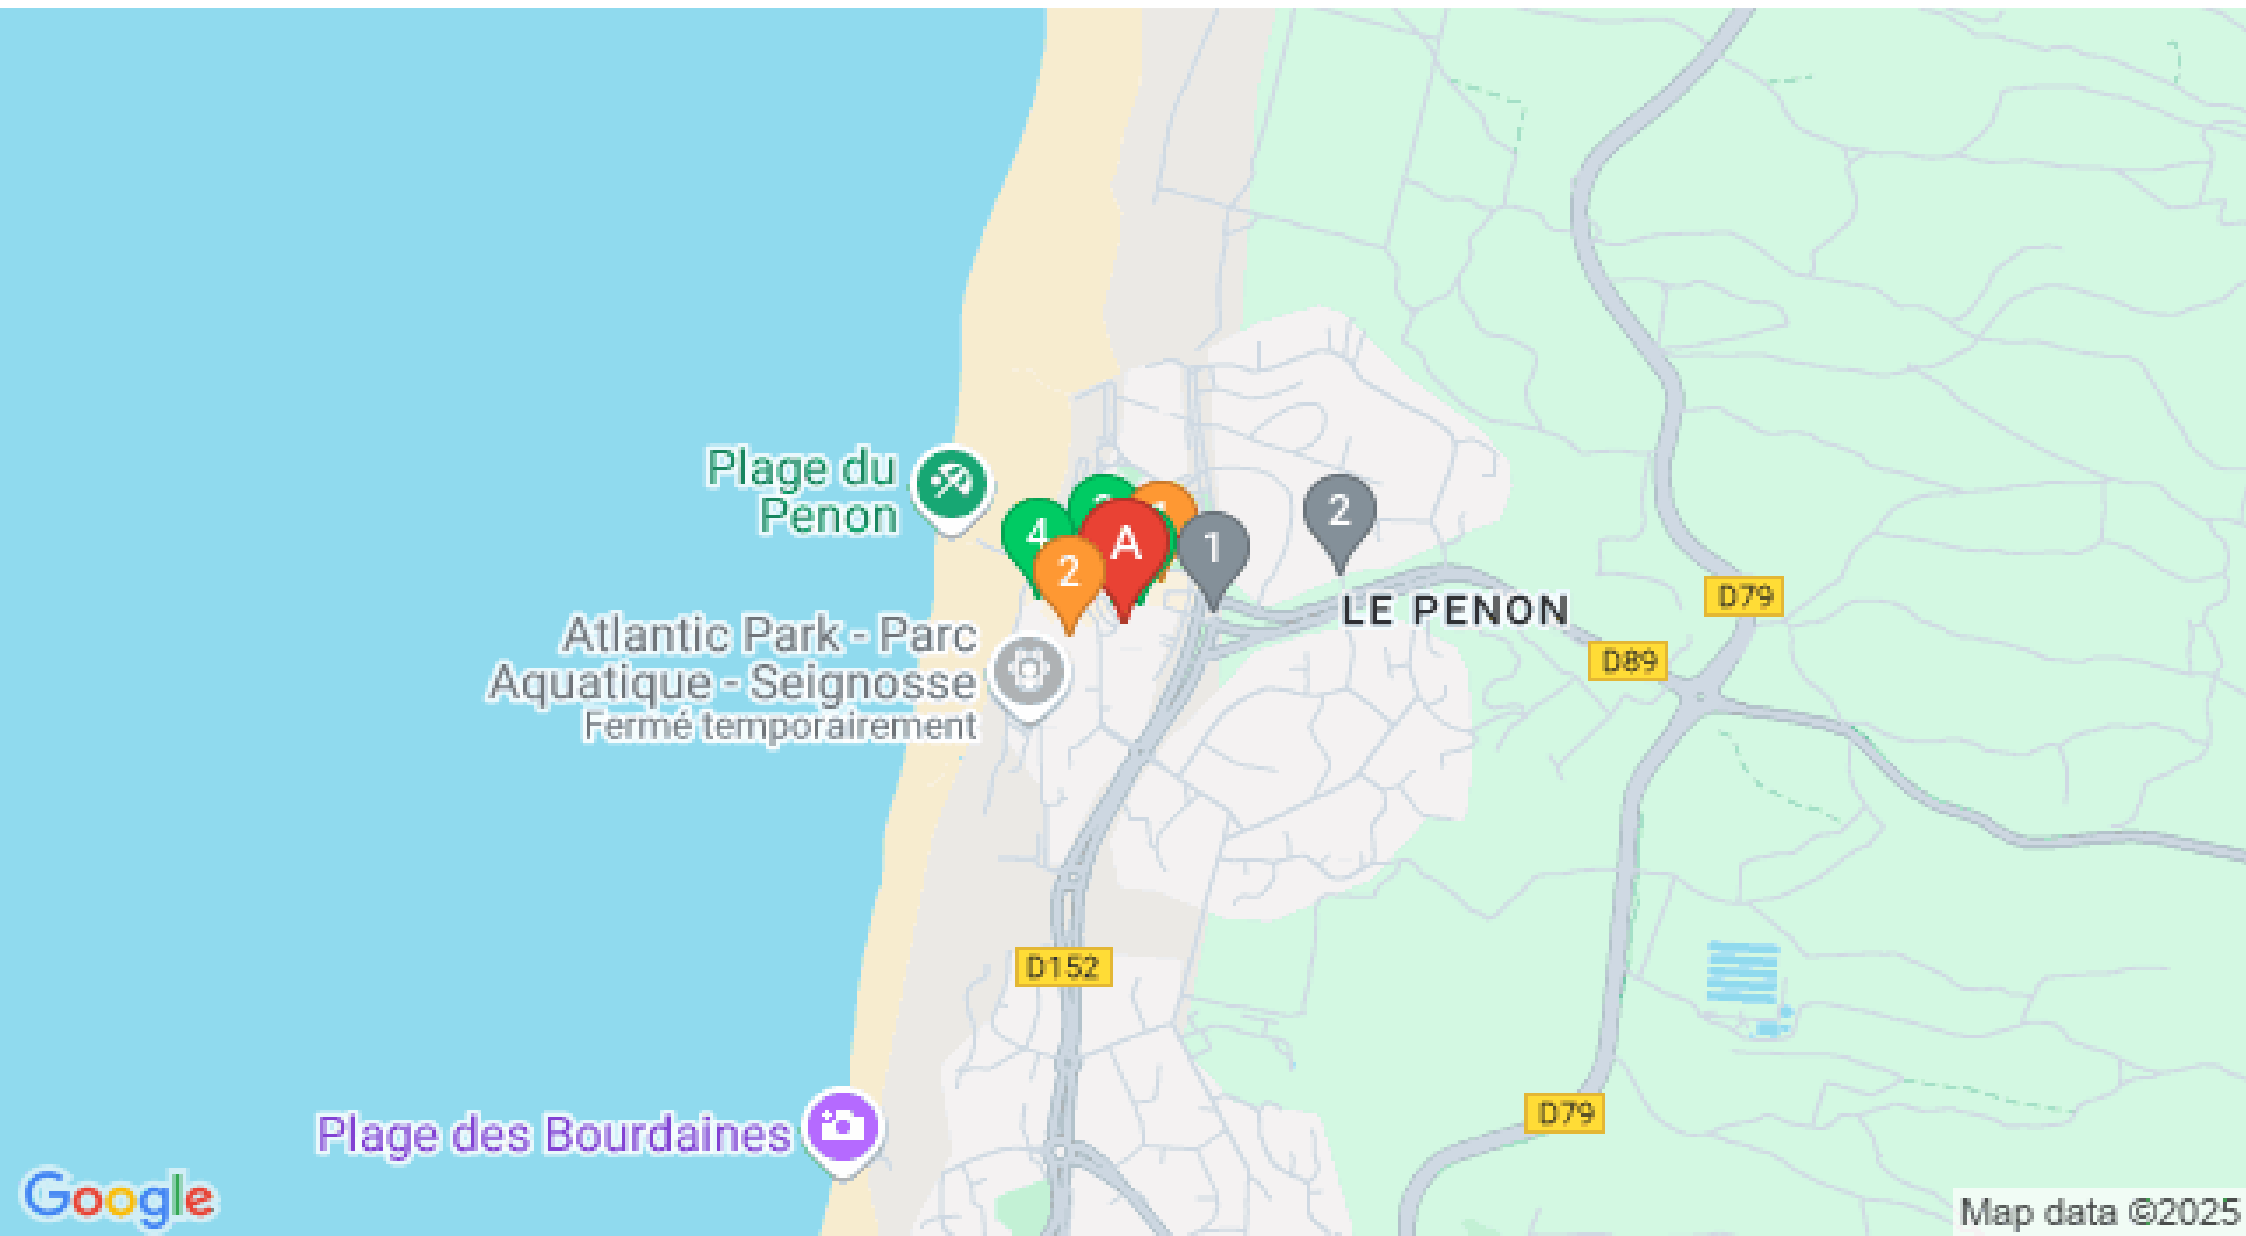 Plage du
Penon
4
2
A
1
2
LE PENON
D79
D89
Atlantic Park - Parc
Aquatique - Seignosse
Fermé temporairement
D152
D79
Plage des Bourdaines
Google
Map data ©2025